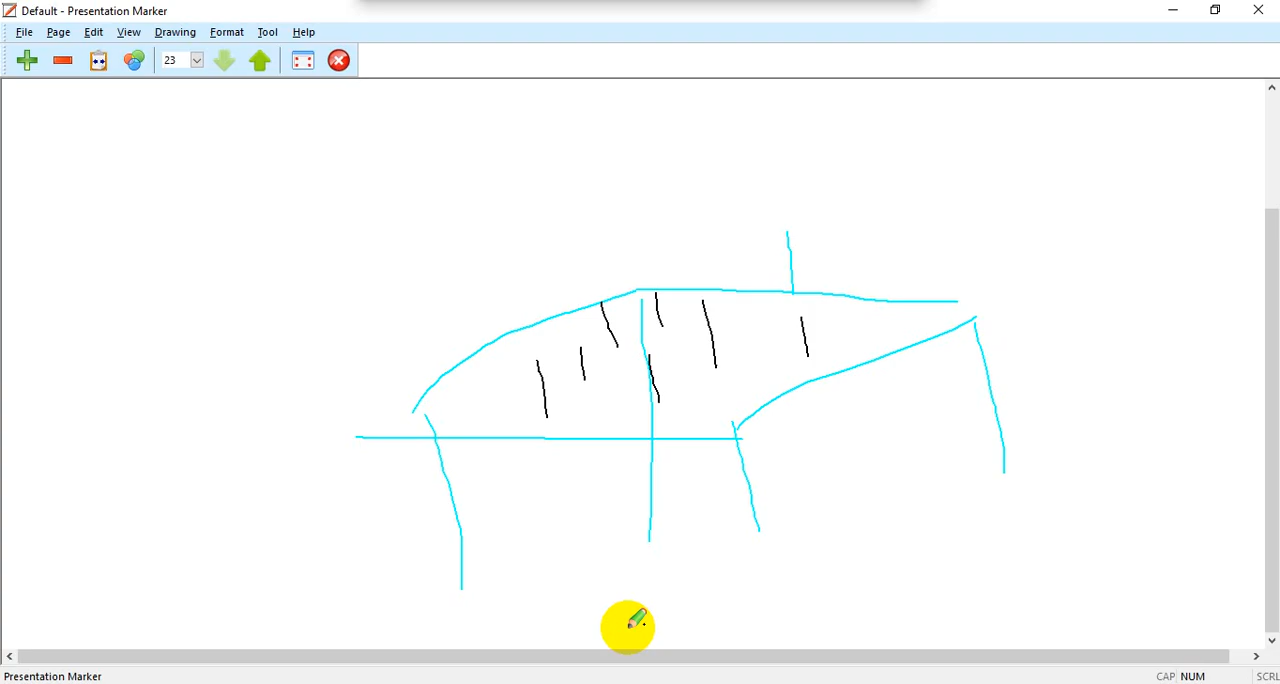 Default - Presentation Marker
File Page Edit View Drawing Format Tool Help
23
Presentation Marker CAP NUM SCRL